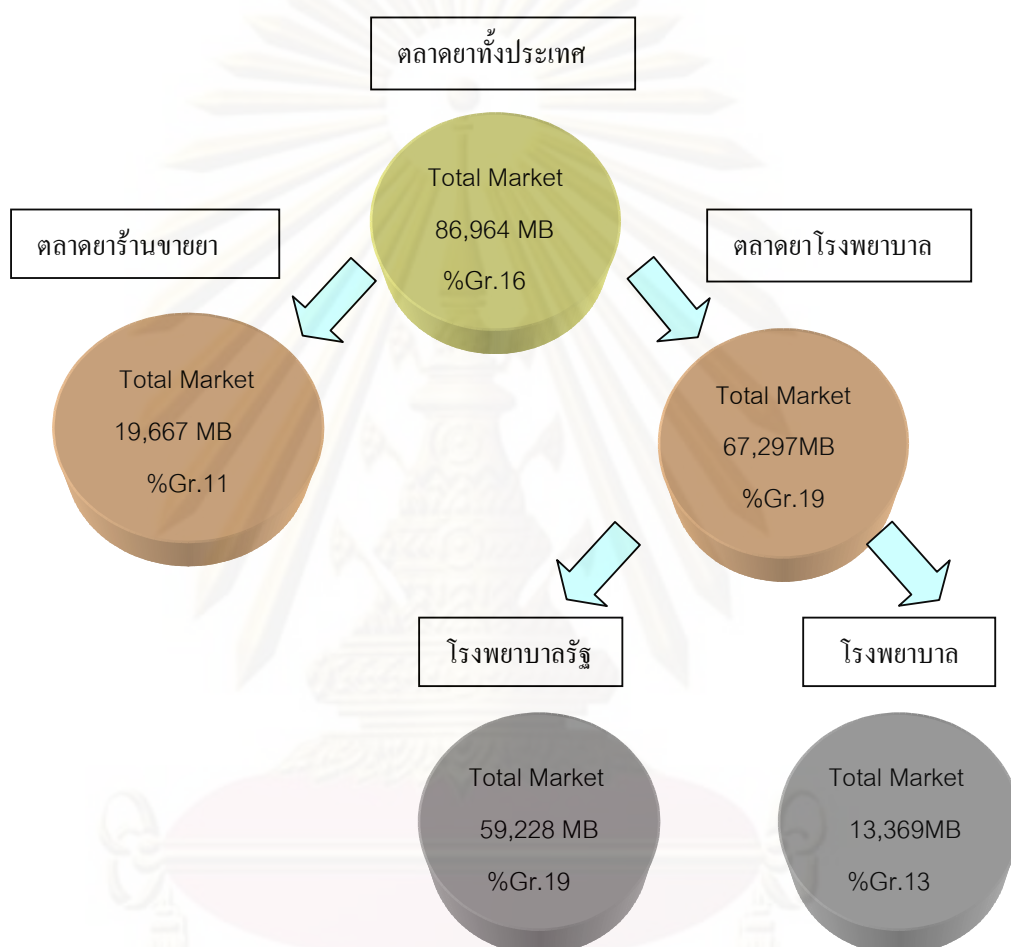 ตลาดยาทั้งประเทศ
Total Market
86,964 MB
%Gr.16
ตลาดยาร้านขายยา
ตลาดยาโรงพยาบาล
Total Market
19,667 MB
%Gr.11
Total Market
67,297MB
%Gr.19
โรงพยาบาลรัฐ
โรงพยาบาล
Total Market
59,228 MB
%Gr.19
Total Market
13,369MB
%Gr.13